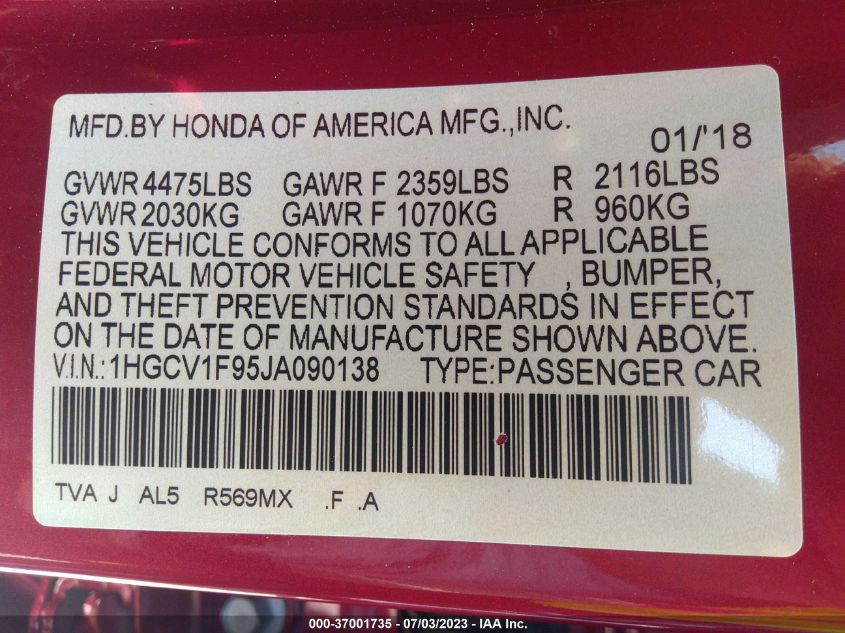 MFD.BY HONDA OF AMERICA MFG.,INC.
01/'18
GVWR 4475LBS GAWR F 2359LBS R 2116LBS
GVWR 2030KG GAWR F 1070KG R 960KG
THIS VEHICLE CONFORMS TO ALL APPLICABLE
FEDERAL MOTOR VEHICLE SAFETY , BUMPER,
AND THEFT PREVENTION STANDARDS IN EFFECT
ON THE DATE OF MANUFACTURE SHOWN ABOVE.
V.I.N.: 1HGCV1F95JA090138 TYPE: PASSENGER CAR
TVA J AL5 R569MX .F .A
000-37001735 - 07/03/2023 - IAA Inc.